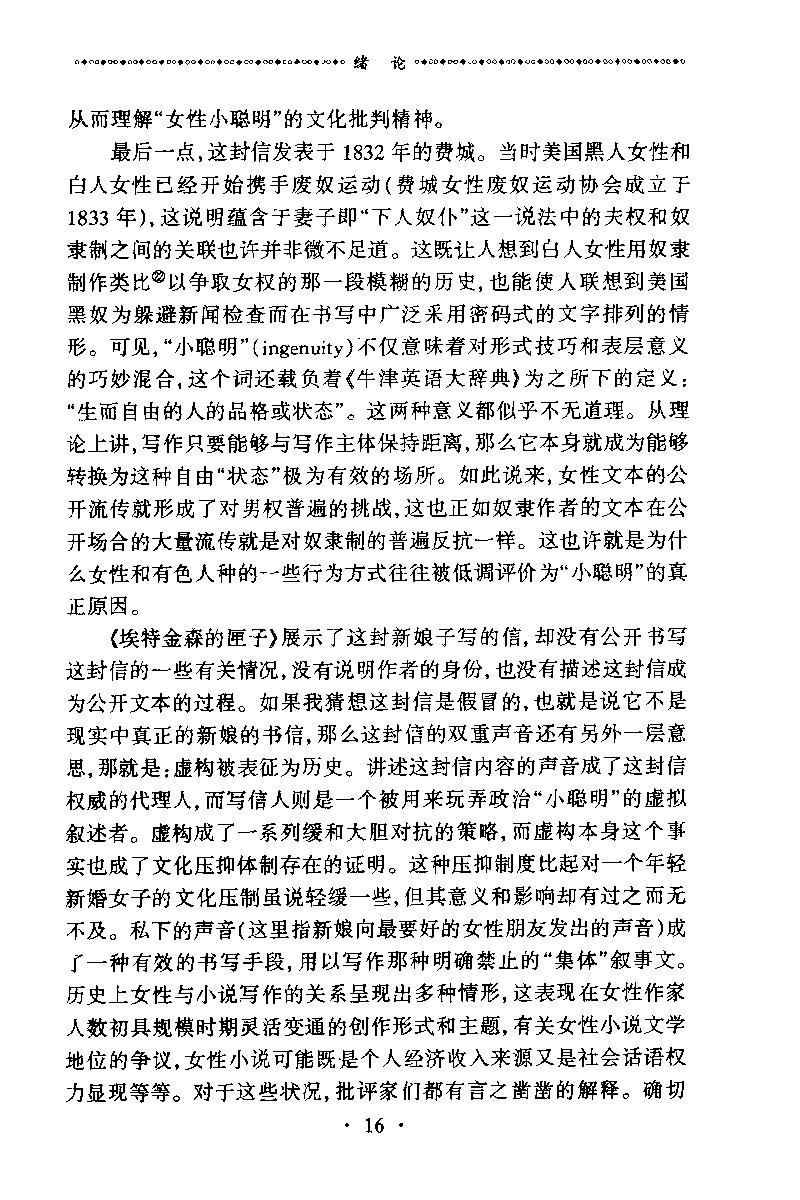 绪 论
从而理解“女性小聪明”的文化批判精神。
最后一点,这封信发表于 1832 年的费城。当时美国黑人女性和
白人女性已经开始携手废奴运动(费城女性废奴运动协会成立于
1833 年),这说明蕴含于妻子即“下人奴仆”这一说法中的夫权和奴
隶制之间的关联也许并非微不足道。这既让人想到白人女性用奴隶
制作类比㉒以争取女权的那一段模糊的历史,也能使人联想到美国
黑奴为躲避新闻检查而在书写中广泛采用密码式的文字排列的情
形。可见,“小聪明”(ingenuity)不仅意味着对形式技巧和表层意义
的巧妙混合,这个词还载负着《牛津英语大辞典》为之所下的定义:
“生而自由的人的品格或状态”。这两种意义都似乎不无道理。从理
论上讲,写作只要能够与写作主体保持距离,那么它本身就成为能够
转换为这种自由“状态”极为有效的场所。如此说来,女性文本的公
开流传就形成了对男权普遍的挑战,这也正如奴隶作者的文本在公
开场合的大量流传就是对奴隶制的普遍反抗一样。这也许就是为什
么女性和有色人种的一些行为方式往往被低调评价为“小聪明”的真
正原因。
《埃特金森的匣子》展示了这封新娘子写的信,却没有公开书写
这封信的一些有关情况,没有说明作者的身份,也没有描述这封信成
为公开文本的过程。如果我猜想这封信是假冒的,也就是说它不是
现实中真正的新娘的书信,那么这封信的双重声音还有另外一层意
思,那就是:虚构被表征为历史。讲述这封信内容的声音成了这封信
权威的代理人,而写信人则是一个被用来玩弄政治“小聪明”的虚拟
叙述者。虚构成了一系列缓和大胆对抗的策略,而虚构本身这个事
实也成了文化压抑体制存在的证明。这种压抑制度比起对一个年轻
新婚女子的文化压制虽说轻缓一些,但其意义和影响却有过之而无
不及。私下的声音(这里指新娘向最要好的女性朋友发出的声音)成
了一种有效的书写手段,用以写作那种明确禁止的“集体”叙事文。
历史上女性与小说写作的关系呈现出多种情形,这表现在女性作家
人数初具规模时期灵活变通的创作形式和主题,有关女性小说文学
地位的争议,女性小说可能既是个人经济收入来源又是社会话语权
力显现等等。对于这些状况,批评家们都有言之凿凿的解释。确切
· 16 ·